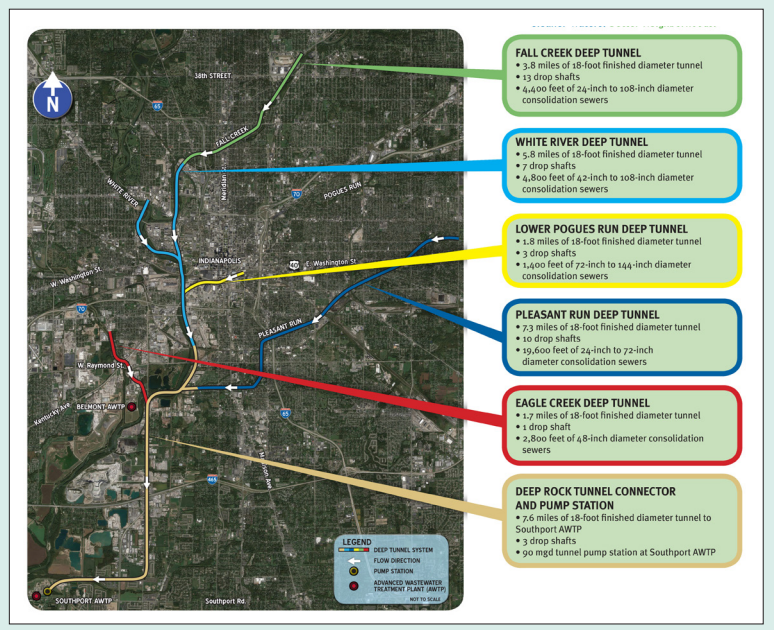 FALL CREEK DEEP TUNNEL
• 3.8 miles of 18-foot finished diameter tunnel
• 13 drop shafts
• 4,400 feet of 24-inch to 108-inch diameter
consolidation sewers
WHITE RIVER DEEP TUNNEL
• 5.8 miles of 18-foot finished diameter tunnel
• 7 drop shafts
• 4,800 feet of 42-inch to 108-inch diameter
consolidation sewers
LOWER POGUES RUN DEEP TUNNEL
• 1.8 miles of 18-foot finished diameter tunnel
• 3 drop shafts
• 1,400 feet of 72-inch to 144-inch diameter
consolidation sewers
PLEASANT RUN DEEP TUNNEL
• 7.3 miles of 18-foot finished diameter tunnel
• 10 drop shafts
• 19,600 feet of 24-inch to 72-inch
diameter consolidation sewers
EAGLE CREEK DEEP TUNNEL
• 1.7 miles of 18-foot finished diameter tunnel
• 1 drop shaft
• 2,800 feet of 48-inch diameter consolidation
sewers
DEEP ROCK TUNNEL CONNECTOR
AND PUMP STATION
• 7.6 miles of 18-foot finished diameter tunnel to
Southport AWTP
• 3 drop shafts
• 90 mgd tunnel pump station at Southport AWTP
N
38th STREET
65
FALL CREEK
Meridian St.
70
POGUES RUN
WHITE RIVER
INDIANAPOLIS
40
E. Washington St.
W. Washington St.
70
PLEASANT RUN
W. Raymond St.
Kentucky Ave
BELMONT AWTP
65
Madison Ave
465
SOUTHPORT AWTP
Southport Rd.
LEGEND
DEEP TUNNEL SYSTEM
FLOW DIRECTION
PUMP STATION
ADVANCED WASTEWATER
TREATMENT PLANT (AWTP)
NOT TO SCALE